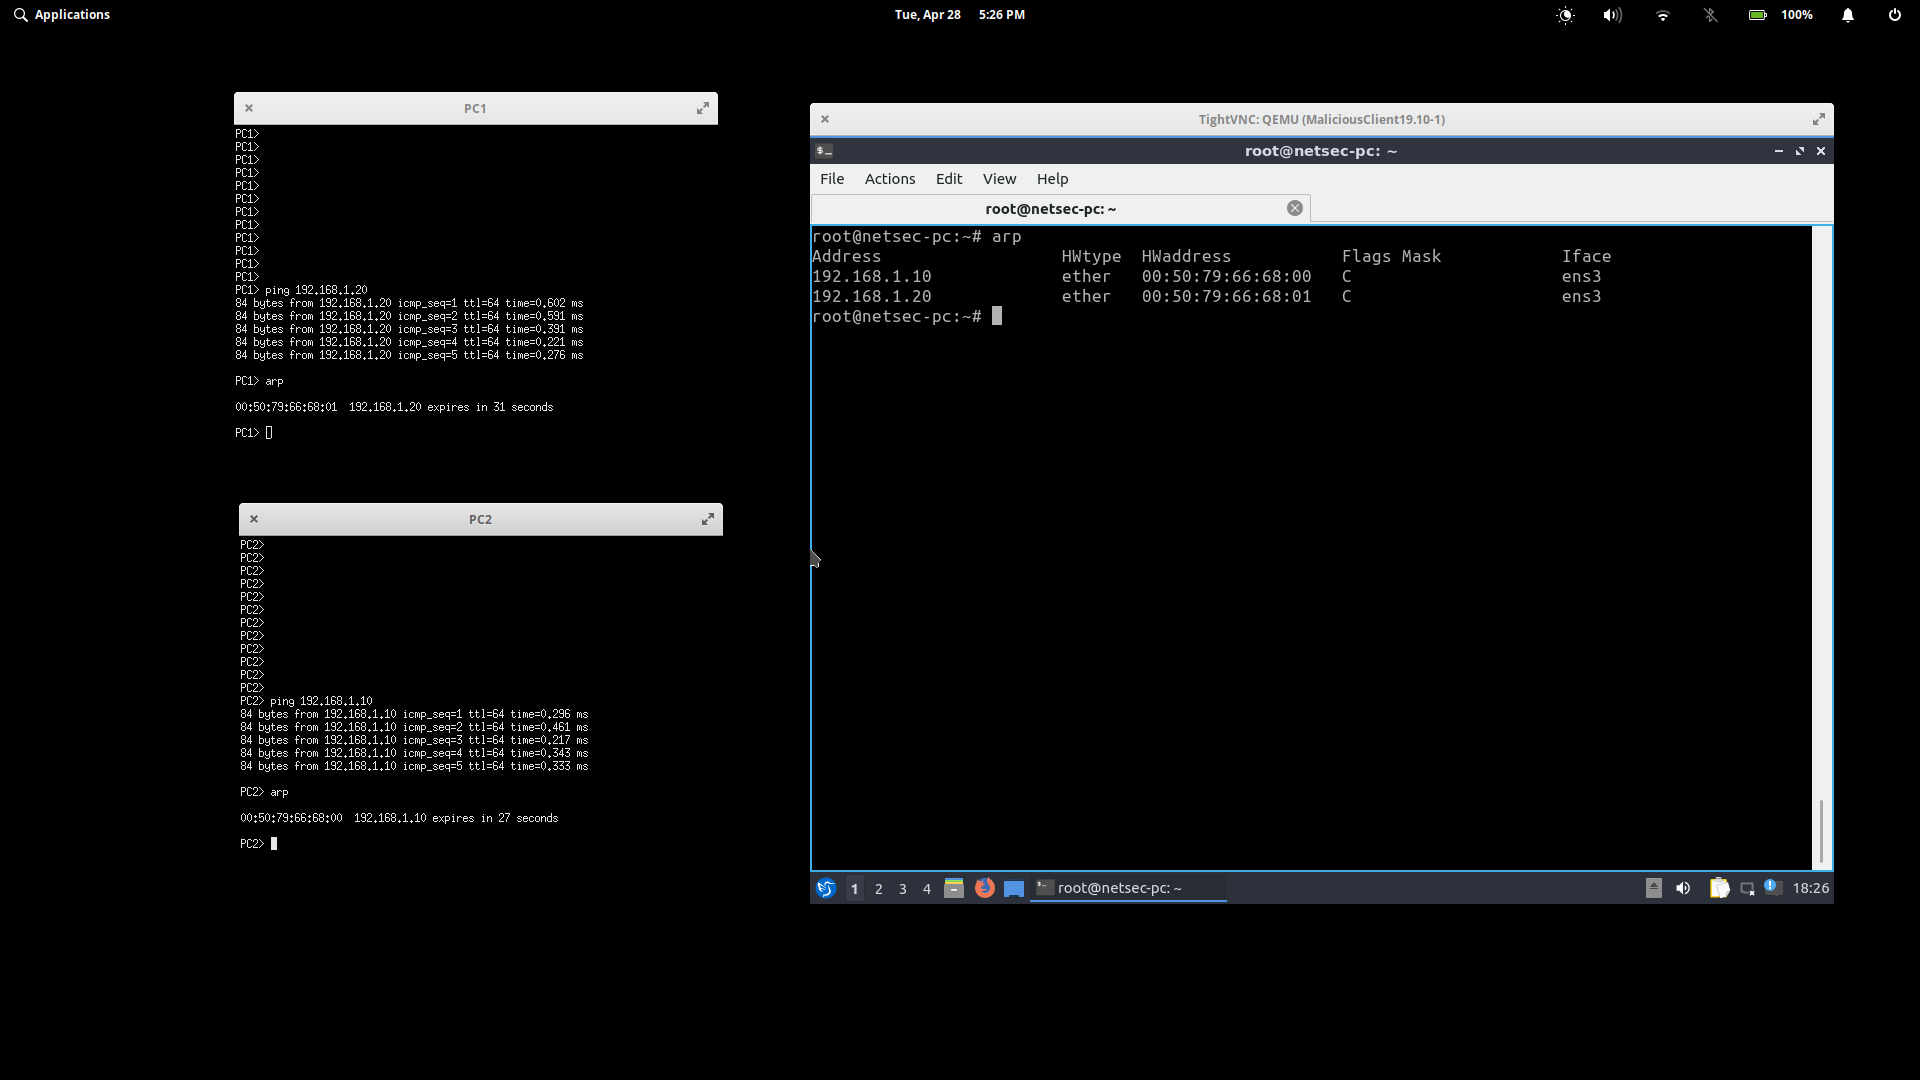 Applications
Tue, Apr 28 5:26 PM
100%
PC1
PC1>
PC1>
PC1>
PC1>
PC1>
PC1>
PC1>
PC1>
PC1>
PC1>
PC1>
PC1>
PC1> ping 192.168.1.20
84 bytes from 192.168.1.20 icmp_seq=1 ttl=64 time=0.602 ms
84 bytes from 192.168.1.20 icmp_seq=2 ttl=64 time=0.591 ms
84 bytes from 192.168.1.20 icmp_seq=3 ttl=64 time=0.391 ms
84 bytes from 192.168.1.20 icmp_seq=4 ttl=64 time=0.221 ms
84 bytes from 192.168.1.20 icmp_seq=5 ttl=64 time=0.276 ms
PC1> arp
00:50:79:66:68:01 192.168.1.20 expires in 31 seconds
PC1>
PC2
PC2>
PC2>
PC2>
PC2>
PC2>
PC2>
PC2>
PC2>
PC2>
PC2>
PC2>
PC2>
PC2> ping 192.168.1.10
84 bytes from 192.168.1.10 icmp_seq=1 ttl=64 time=0.296 ms
84 bytes from 192.168.1.10 icmp_seq=2 ttl=64 time=0.461 ms
84 bytes from 192.168.1.10 icmp_seq=3 ttl=64 time=0.217 ms
84 bytes from 192.168.1.10 icmp_seq=4 ttl=64 time=0.343 ms
84 bytes from 192.168.1.10 icmp_seq=5 ttl=64 time=0.333 ms
PC2> arp
00:50:79:66:68:00 192.168.1.10 expires in 27 seconds
PC2>
TightVNC: QEMU (MaliciousClient19.10-1)
root@netsec-pc: ~
File Actions Edit View Help
root@netsec-pc: ~
root@netsec-pc:~# arp
Address HWtype HWaddress Flags Mask Iface
192.168.1.10 ether 00:50:79:66:68:00 C ens3
192.168.1.20 ether 00:50:79:66:68:01 C ens3
root@netsec-pc:~#
1 2 3 4 root@netsec-pc: ~ 18:26